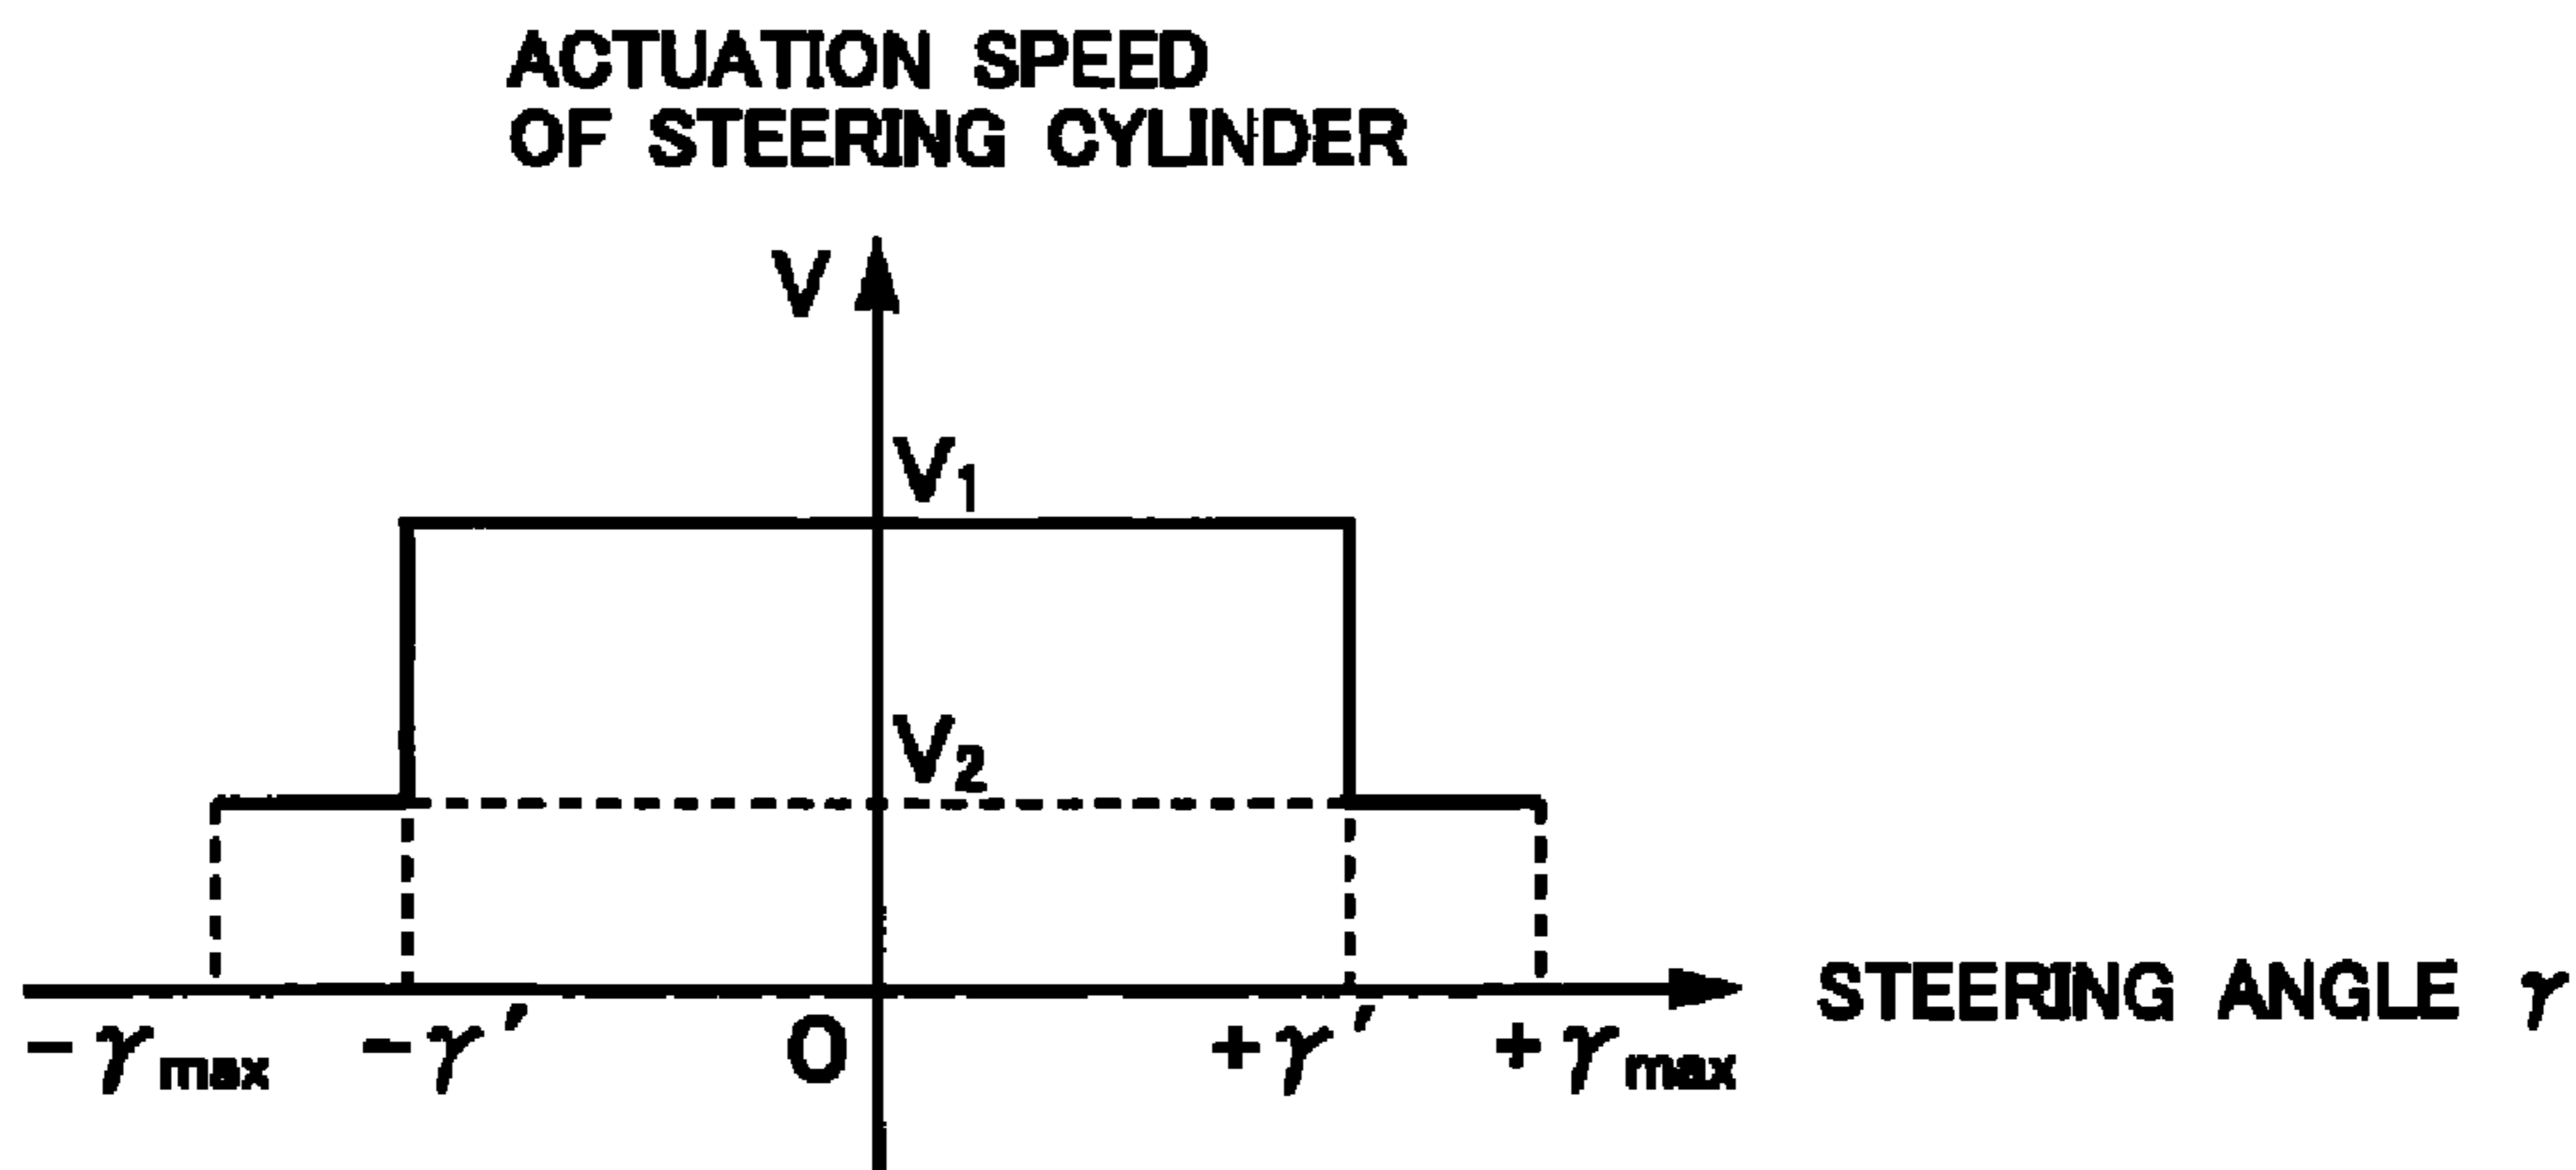 ACTUATION SPEED
OF STEERING CYLINDER
V
V₁
V₂
STEERING ANGLE γ
−γmax −γ′ O +γ′ +γmax